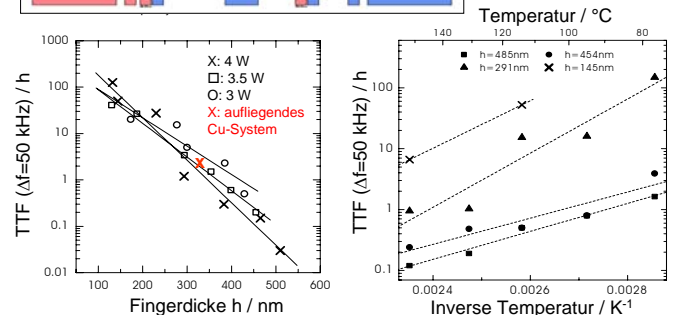 1000
100
10
1
0.1
0.01
TTF (Δf=50 kHz) / h
X: 4 W
□: 3.5 W
O: 3 W
X: aufliegendes
Cu-System
100 200 300 400 500 600
Fingerdicke h / nm
Temperatur / °C
140 120 100 80
h=485nm h=454nm
h=291nm h=145nm
100
10
1
0.1
TTF (Δf=50 kHz) / h
0.0024 0.0026 0.0028
Inverse Temperatur / K⁻¹